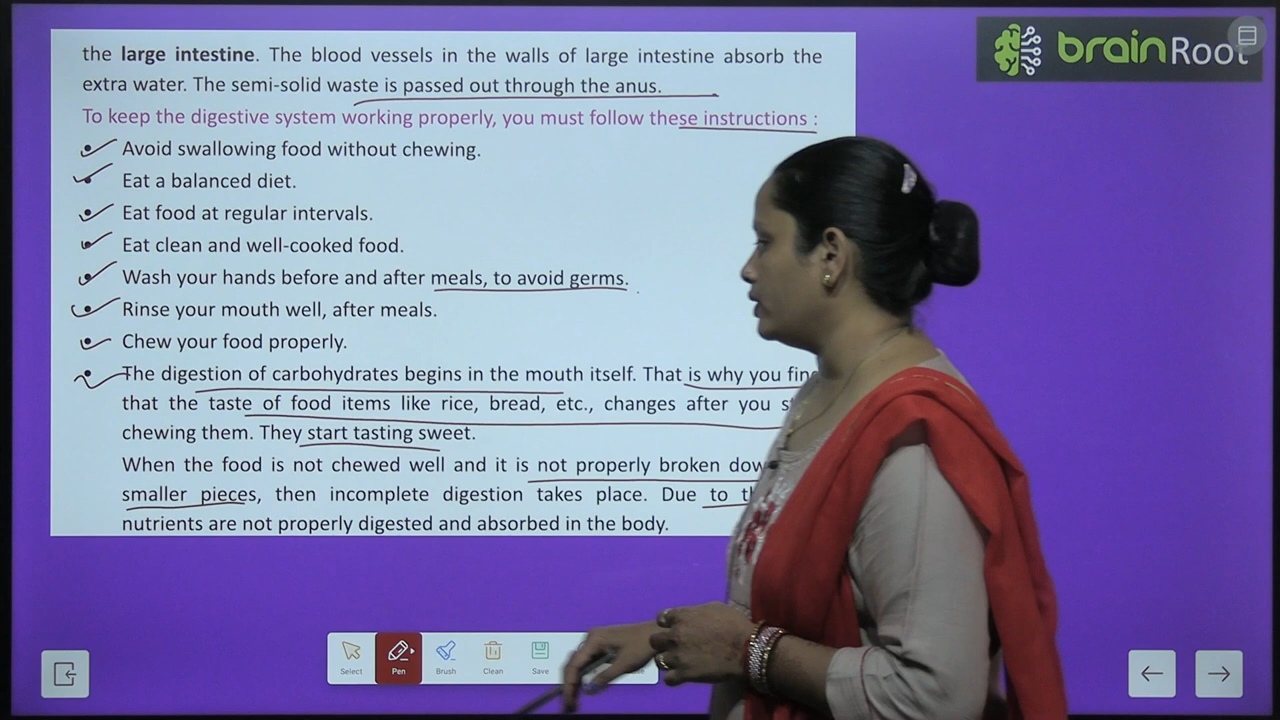 brainRoot
the large intestine. The blood vessels in the walls of large intestine absorb the
extra water. The semi-solid waste is passed out through the anus.
To keep the digestive system working properly, you must follow these instructions :
Avoid swallowing food without chewing.
Eat a balanced diet.
Eat food at regular intervals.
Eat clean and well-cooked food.
Wash your hands before and after meals, to avoid germs.
Rinse your mouth well, after meals.
Chew your food properly.
The digestion of carbohydrates begins in the mouth itself. That is why you
that the taste of food items like rice, bread, etc., changes after you
chewing them. They start tasting sweet.
When the food is not chewed well and it is not properly broken
smaller pieces, then incomplete digestion takes place. Due to
nutrients are not properly digested and absorbed in the body.
Select
Pen
Brush
Clean
Save